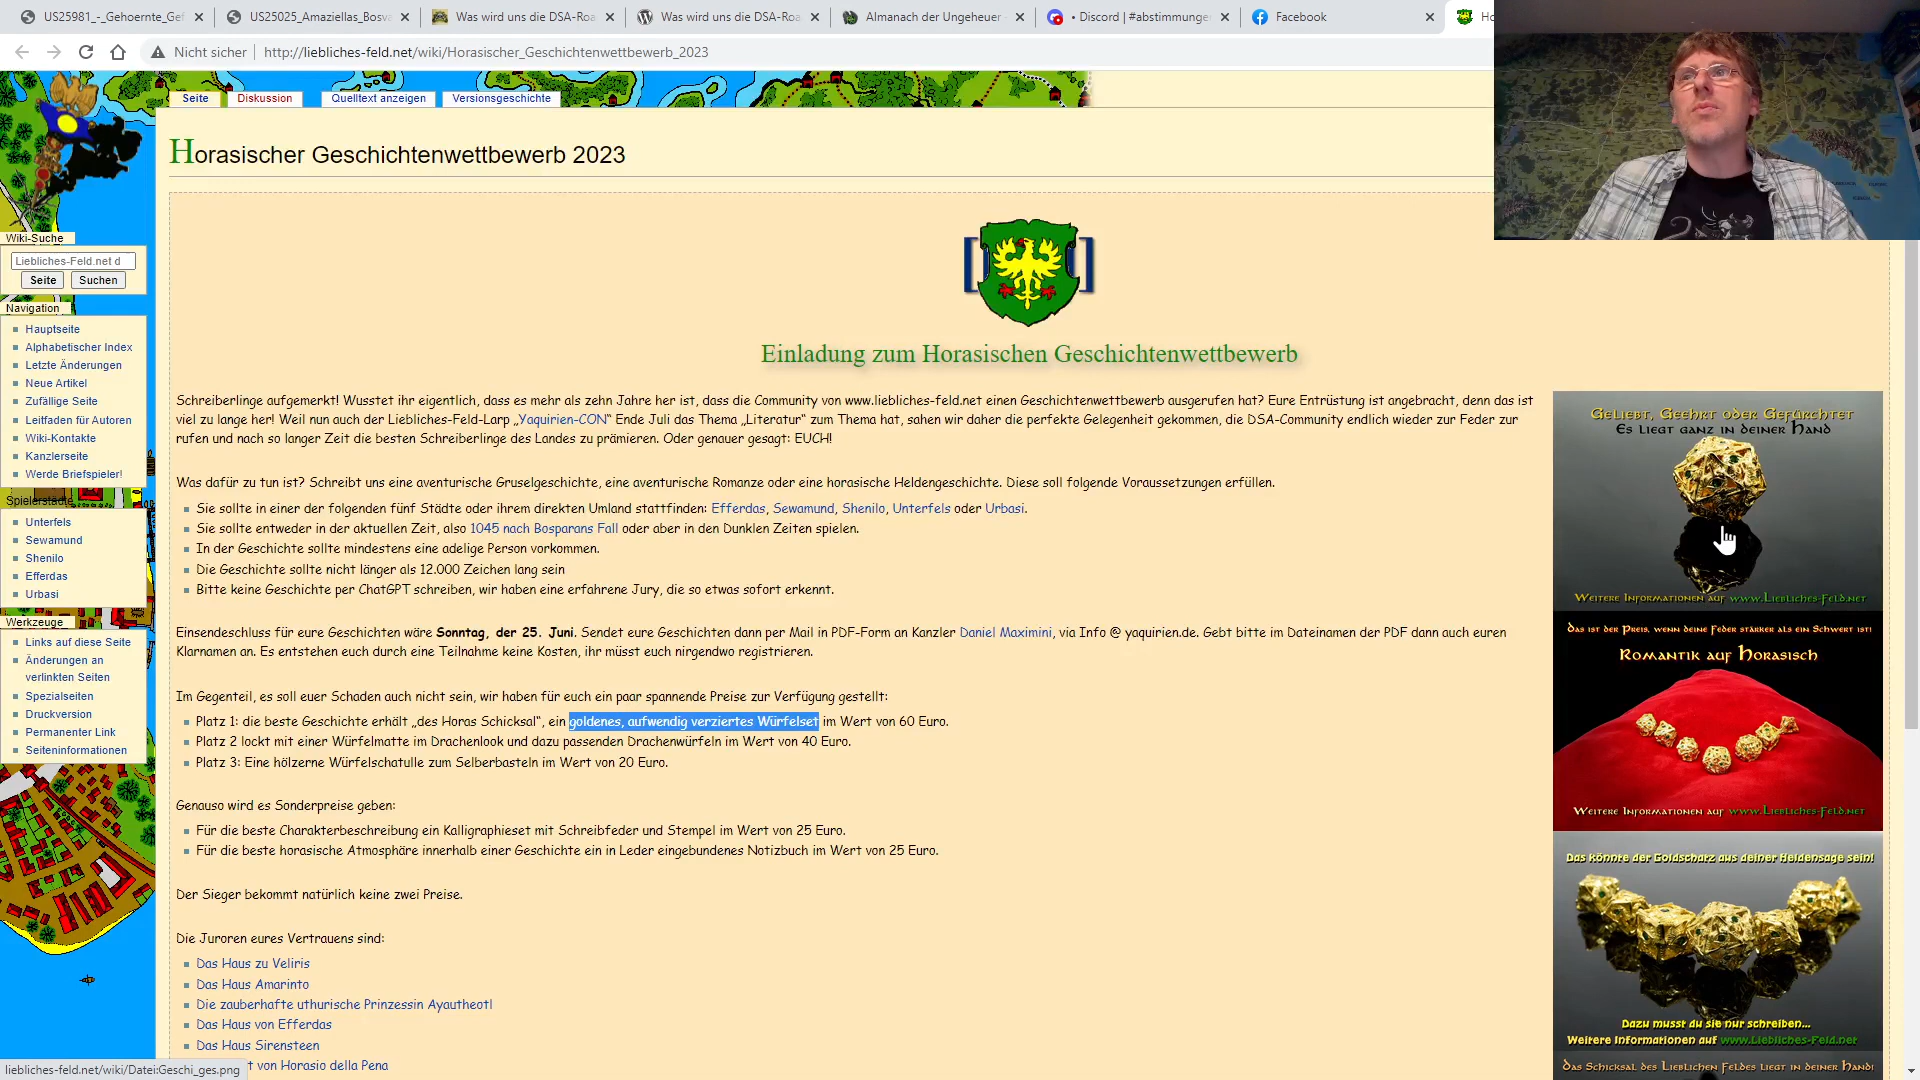 US25981_-_Gehoernte_Gef
US25025_Amaziellas_Bosva
Was wird uns die DSA-Roa
Was wird uns die DSA-Roa
Almanach der Ungeheuer
• Discord | #abstimmunge
Facebook
Nicht sicher
http://liebliches-feld.net/wiki/Horasischer_Geschichtenwettbewerb_2023
Seite
Diskussion
Quelltext anzeigen
Versionsgeschichte
Horasischer Geschichtenwettbewerb 2023
Wiki-Suche
Liebliches-Feld.net d
Seite
Suchen
Navigation
Hauptseite
Alphabetischer Index
Letzte Änderungen
Neue Artikel
Zufällige Seite
Leitfaden für Autoren
Wiki-Kontakte
Kanzlerseite
Werde Briefspieler!
Spielerstädte
Unterfels
Sewamund
Shenilo
Efferdas
Urbasi
Werkzeuge
Links auf diese Seite
Änderungen an
verlinkten Seiten
Spezialseiten
Druckversion
Permanenter Link
Seiteninformationen
Einladung zum Horasischen Geschichtenwettbewerb
Schreiberlinge aufgemerkt! Wusstet ihr eigentlich, dass es mehr als zehn Jahre her ist, dass die Community von www.liebliches-feld.net einen Geschichtenwettbewerb ausgerufen hat? Eure Entrüstung ist angebracht, denn das ist
viel zu lange her! Weil nun auch der Liebliches-Feld-Larp „Yaquirien-CON“ Ende Juli das Thema „Literatur“ zum Thema hat, sahen wir daher die perfekte Gelegenheit gekommen, die DSA-Community endlich wieder zur Feder zur
rufen und nach so langer Zeit die besten Schreiberlinge des Landes zu prämieren. Oder genauer gesagt: EUCH!
Was dafür zu tun ist? Schreibt uns eine aventurische Gruselgeschichte, eine aventurische Romanze oder eine horasische Heldengeschichte. Diese soll folgende Voraussetzungen erfüllen.
Sie sollte in einer der folgenden fünf Städte oder ihrem direkten Umland stattfinden: Efferdas, Sewamund, Shenilo, Unterfels oder Urbasi.
Sie sollte entweder in der aktuellen Zeit, also 1045 nach Bosparans Fall oder aber in den Dunklen Zeiten spielen.
In der Geschichte sollte mindestens eine adelige Person vorkommen.
Die Geschichte sollte nicht länger als 12.000 Zeichen lang sein
Bitte keine Geschichte per ChatGPT schreiben, wir haben eine erfahrene Jury, die so etwas sofort erkennt.
Einsendeschluss für eure Geschichten wäre Sonntag, der 25. Juni. Sendet eure Geschichten dann per Mail in PDF-Form an Kanzler Daniel Maximini, via Info @ yaquirien.de. Gebt bitte im Dateinamen der PDF dann auch euren
Klarnamen an. Es entstehen euch durch eine Teilnahme keine Kosten, ihr müsst euch nirgendwo registrieren.
Im Gegenteil, es soll euer Schaden auch nicht sein, wir haben für euch ein paar spannende Preise zur Verfügung gestellt:
Platz 1: die beste Geschichte erhält „des Horas Schicksal“, ein goldenes, aufwendig verziertes Würfelset im Wert von 60 Euro.
Platz 2 lockt mit einer Würfelmatte im Drachenlook und dazu passenden Drachenwürfeln im Wert von 40 Euro.
Platz 3: Eine hölzerne Würfelschatulle zum Selberbasteln im Wert von 20 Euro.
Genauso wird es Sonderpreise geben:
Für die beste Charakterbeschreibung ein Kalligraphieset mit Schreibfeder und Stempel im Wert von 25 Euro.
Für die beste horasische Atmosphäre innerhalb einer Geschichte ein in Leder eingebundenes Notizbuch im Wert von 25 Euro.
Der Sieger bekommt natürlich keine zwei Preise.
Die Juroren eures Vertrauens sind:
Das Haus zu Veliris
Das Haus Amarinto
Die zauberhafte uthurische Prinzessin Ayautheotl
Das Haus von Efferdas
Das Haus Sirensteen
t von Horasio della Pena
Geliebt, Geehrt oder Gefürchtet
Es liegt ganz in deiner Hand
Weitere Informationen auf www.Liebliches-Feld.net
Das ist der Preis, wenn deine Feder stärker als ein Schwert ist!
Romantik auf Horasisch
Weitere Informationen auf www.Liebliches-Feld.net
Das könnte der Goldschatz aus deiner Heldensage sein!
Dazu musst du sie nur schreiben...
Weitere Informationen auf www.Liebliches-Feld.net
Das Schicksal des Lieblichen Feldes liegt in deiner Hand!
liebliches-feld.net/wiki/Datei:Geschi_ges.png